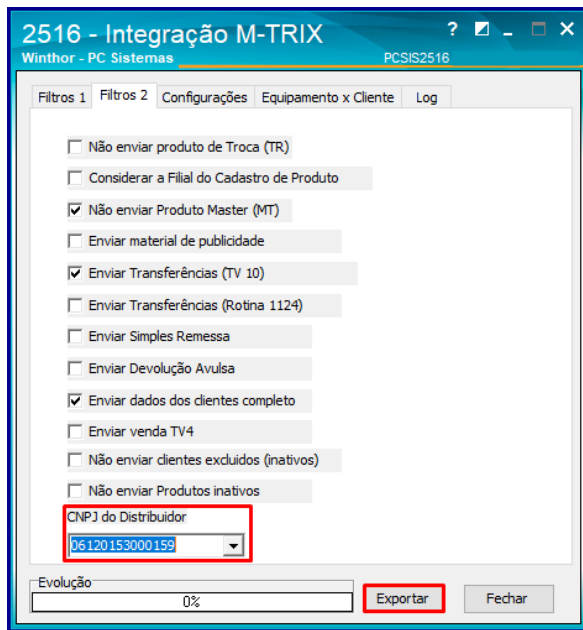 2516 - Integração M-TRIX
Winthor - PC Sistemas PCSIS2516
Filtros 1 Filtros 2 Configurações Equipamento x Cliente Log
Não enviar produto de Troca (TR)
Considerar a Filial do Cadastro de Produto
Não enviar Produto Master (MT)
Enviar material de publicidade
Enviar Transferências (TV 10)
Enviar Transferências (Rotina 1124)
Enviar Simples Remessa
Enviar Devolução Avulsa
Enviar dados dos clientes completo
Enviar venda TV4
Não enviar clientes excluidos (inativos)
Não enviar Produtos inativos
CNPJ do Distribuidor
06120153000159
Evolução
0%
Exportar Fechar